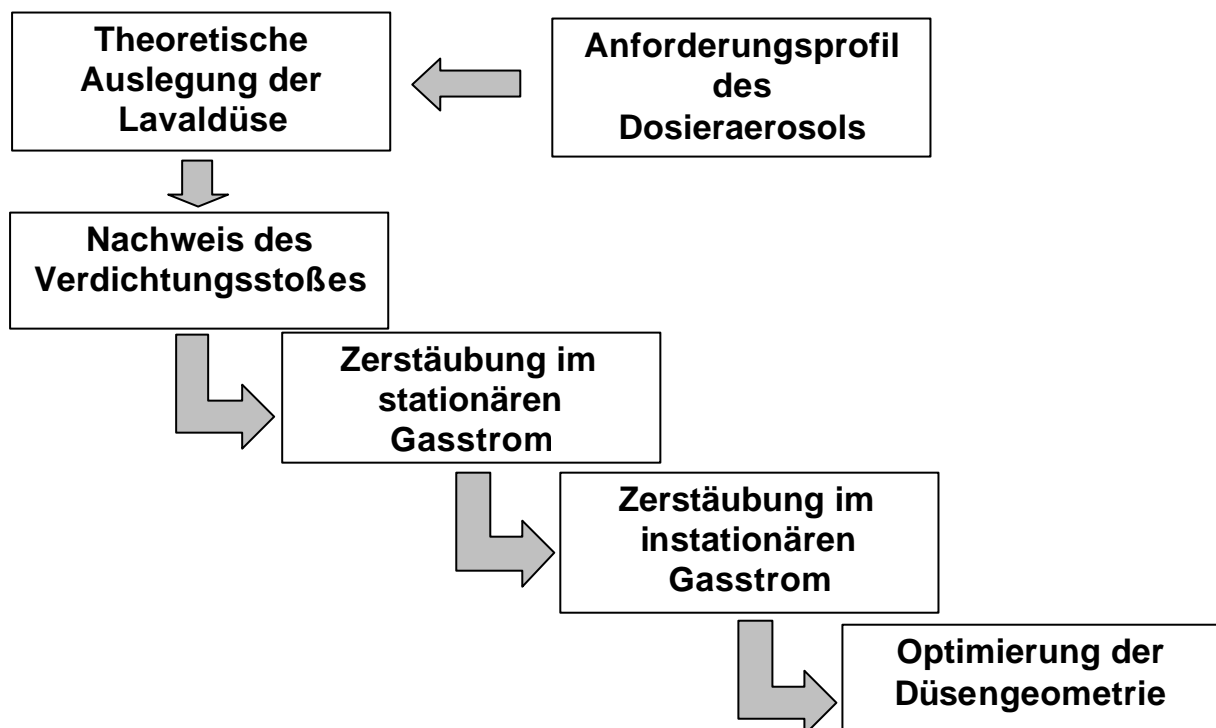 Theoretische
Auslegung der
Lavaldüse
Anforderungsprofil
des
Dosieraerosols
Nachweis des
Verdichtungsstoßes
Zerstäubung im
stationären
Gasstrom
Zerstäubung im
instationären
Gasstrom
Optimierung der
Düsengeometrie